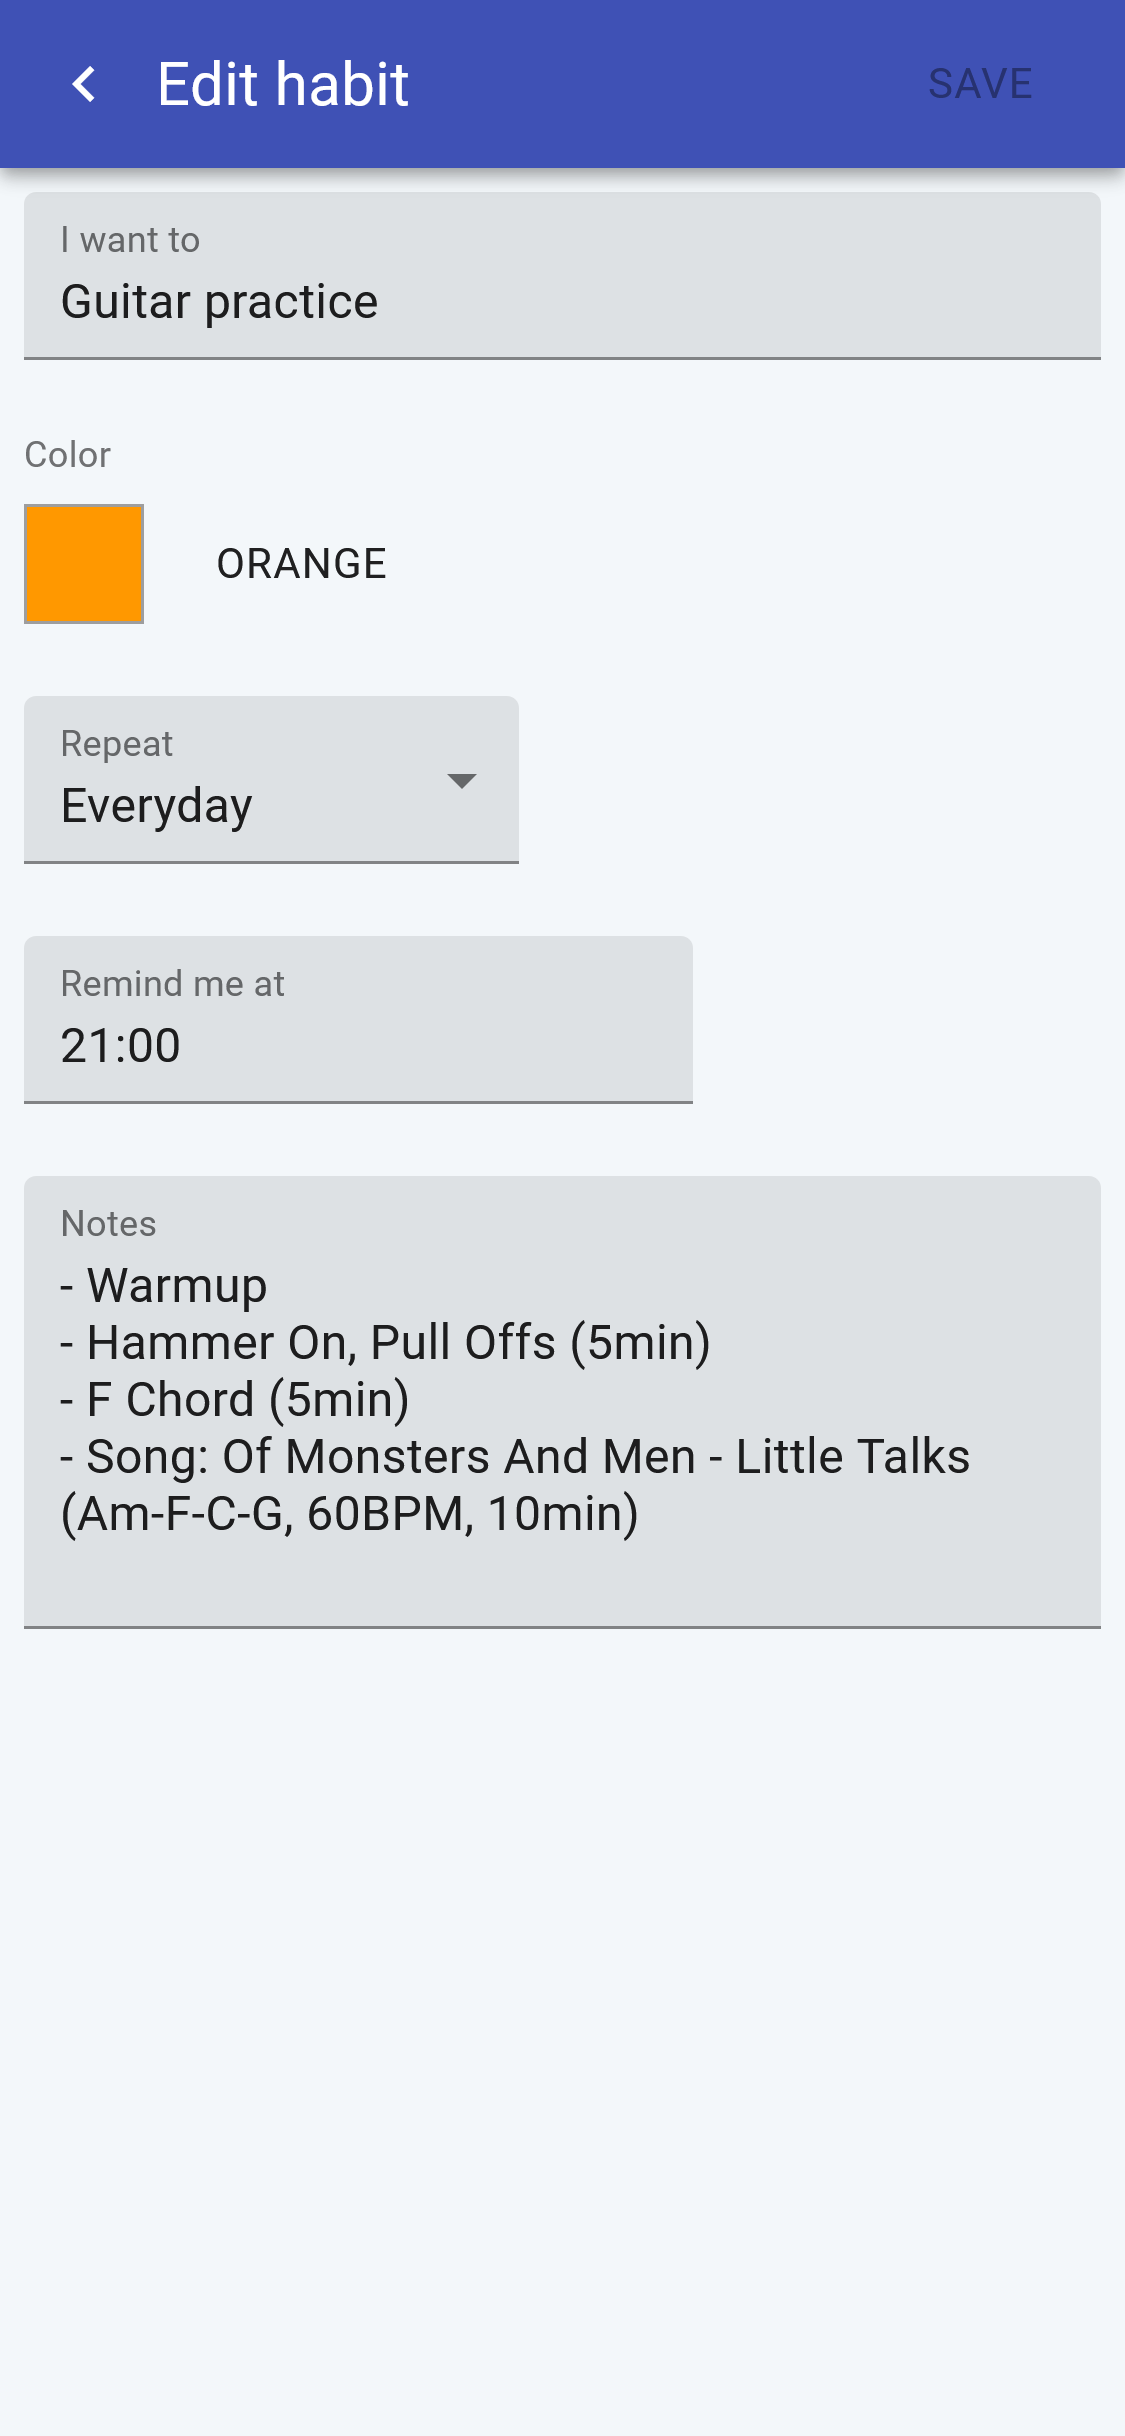 Edit habit
SAVE
I want to
Guitar practice
Color
ORANGE
Repeat
Everyday
Remind me at
21:00
Notes
- Warmup
- Hammer On, Pull Offs (5min)
- F Chord (5min)
- Song: Of Monsters And Men - Little Talks
(Am-F-C-G, 60BPM, 10min)